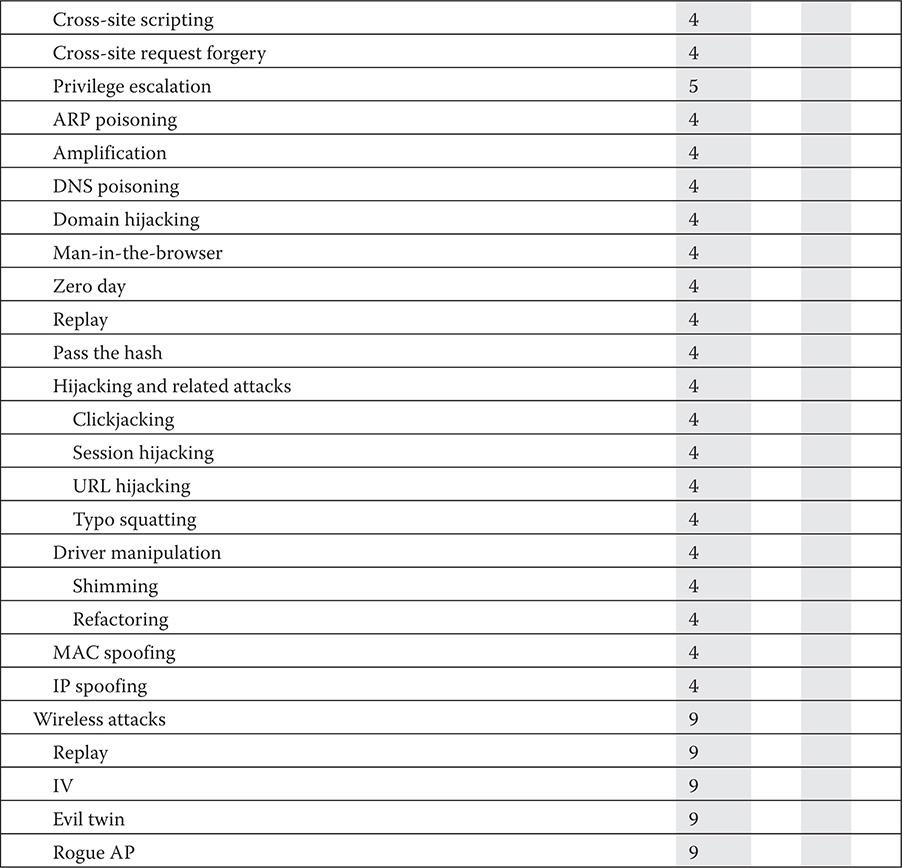 Cross-site scripting 4
Cross-site request forgery 4
Privilege escalation 5
ARP poisoning 4
Amplification 4
DNS poisoning 4
Domain hijacking 4
Man-in-the-browser 4
Zero day 4
Replay 4
Pass the hash 4
Hijacking and related attacks 4
Clickjacking 4
Session hijacking 4
URL hijacking 4
Typo squatting 4
Driver manipulation 4
Shimming 4
Refactoring 4
MAC spoofing 4
IP spoofing 4
Wireless attacks 9
Replay 9
IV 9
Evil twin 9
Rogue AP 9